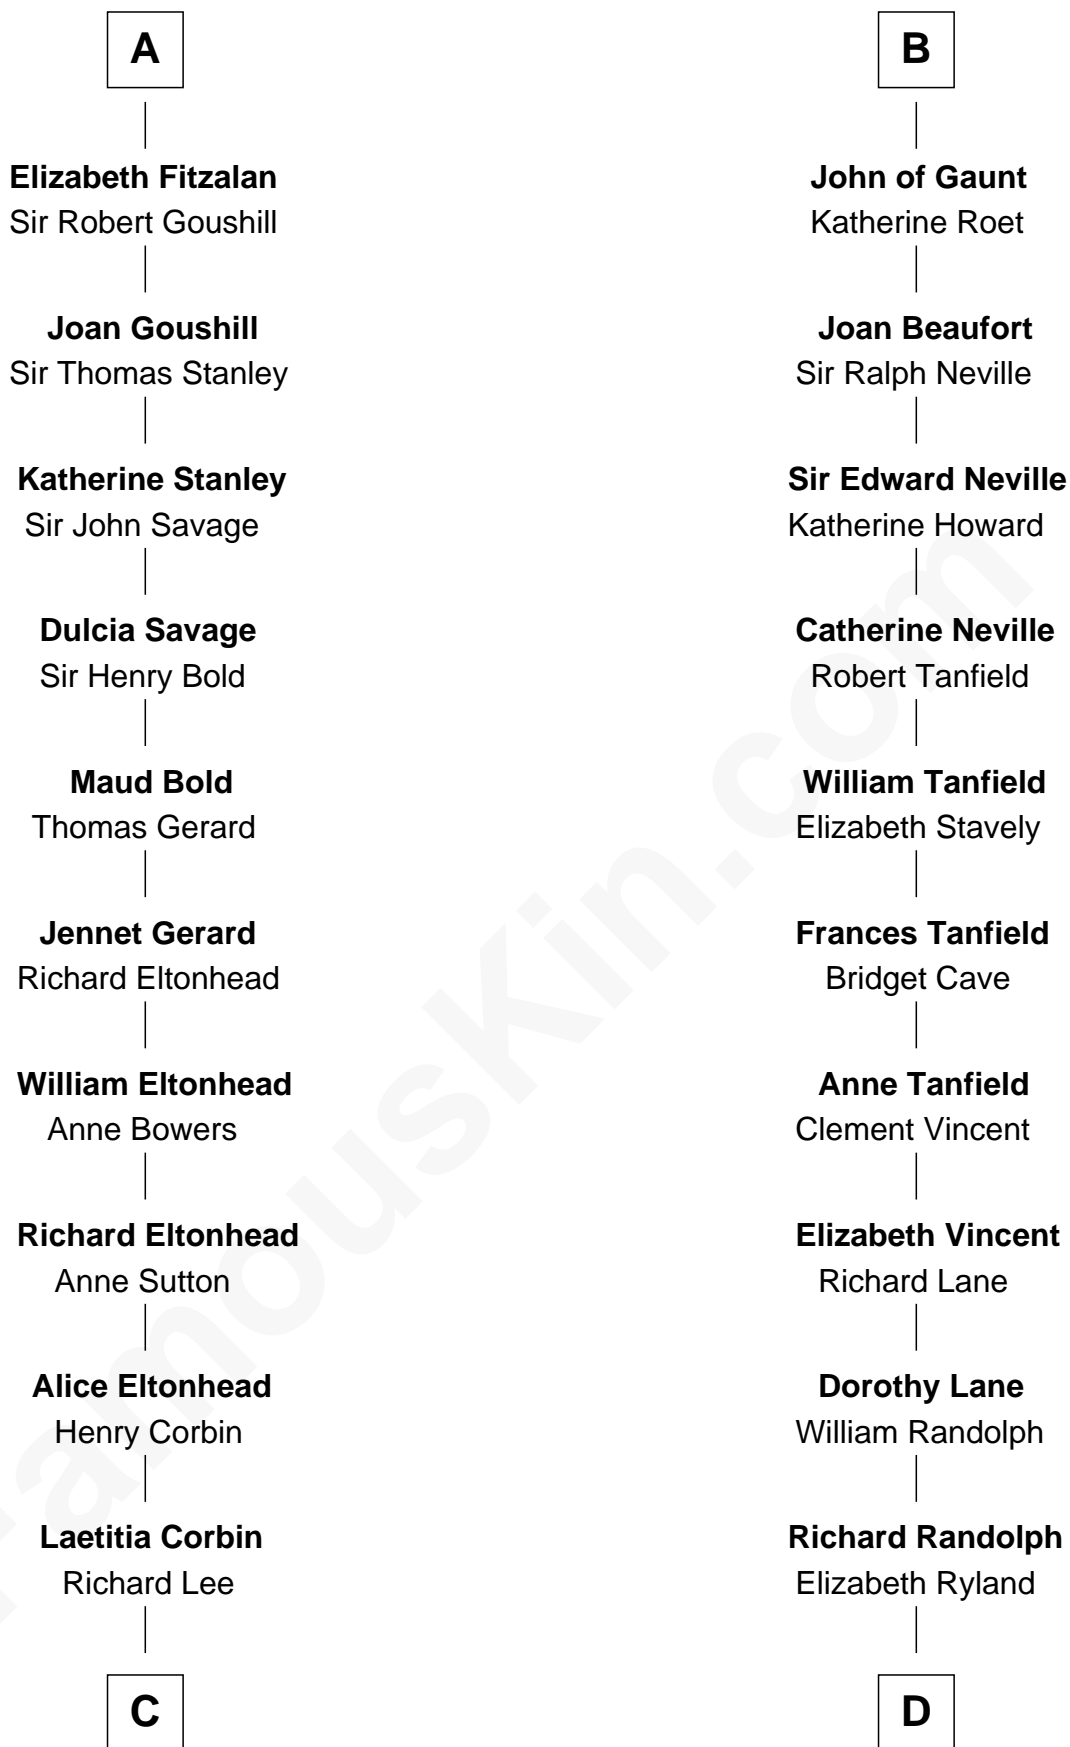 A
Elizabeth Fitzalan
Sir Robert Goushill
Joan Goushill
Sir Thomas Stanley
Katherine Stanley
Sir John Savage
Dulcia Savage
Sir Henry Bold
Maud Bold
Thomas Gerard
Jennet Gerard
Richard Eltonhead
William Eltonhead
Anne Bowers
Richard Eltonhead
Anne Sutton
Alice Eltonhead
Henry Corbin
Laetitia Corbin
Richard Lee
C
B
John of Gaunt
Katherine Roet
Joan Beaufort
Sir Ralph Neville
Sir Edward Neville
Katherine Howard
Catherine Neville
Robert Tanfield
William Tanfield
Elizabeth Stavely
Frances Tanfield
Bridget Cave
Anne Tanfield
Clement Vincent
Elizabeth Vincent
Richard Lane
Dorothy Lane
William Randolph
Richard Randolph
Elizabeth Ryland
D
FamousKin.com